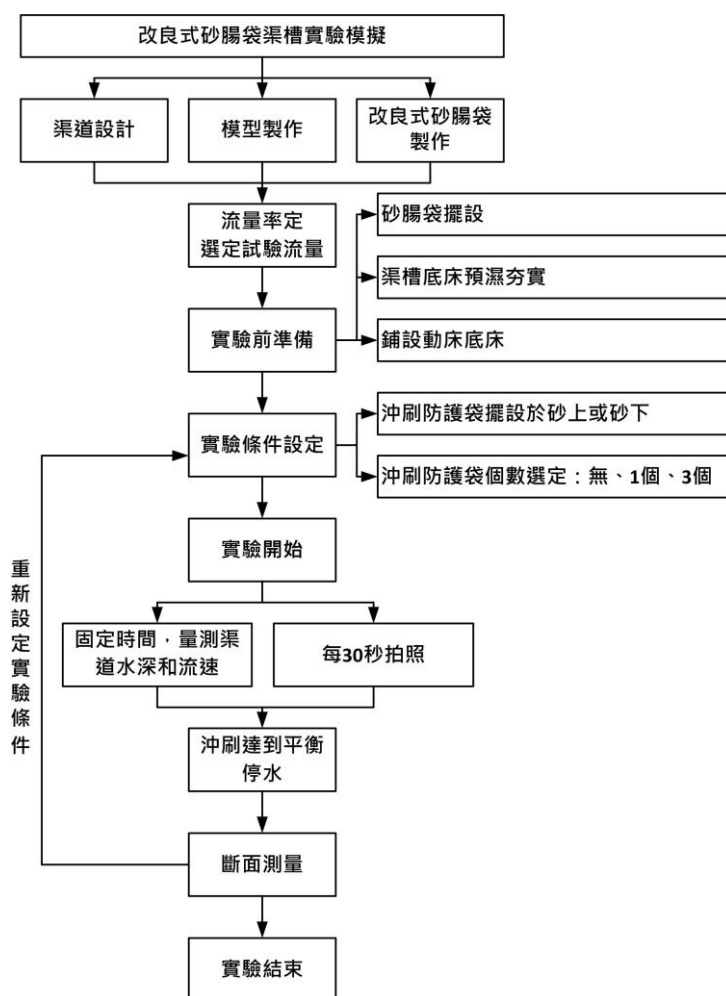 改良式砂腸袋渠槽實驗模擬
渠道設計
模型製作
改良式砂腸袋
製作
流量率定
選定試驗流量
砂腸袋擺設
渠槽底床預濕夯實
實驗前準備
鋪設動床底床
沖刷防護袋擺設於砂上或砂下
實驗條件設定
沖刷防護袋個數選定：無、1個、3個
實驗開始
重新設定實驗條件
固定時間，量測渠
道水深和流速
每30秒拍照
沖刷達到平衡
停水
斷面測量
實驗結束